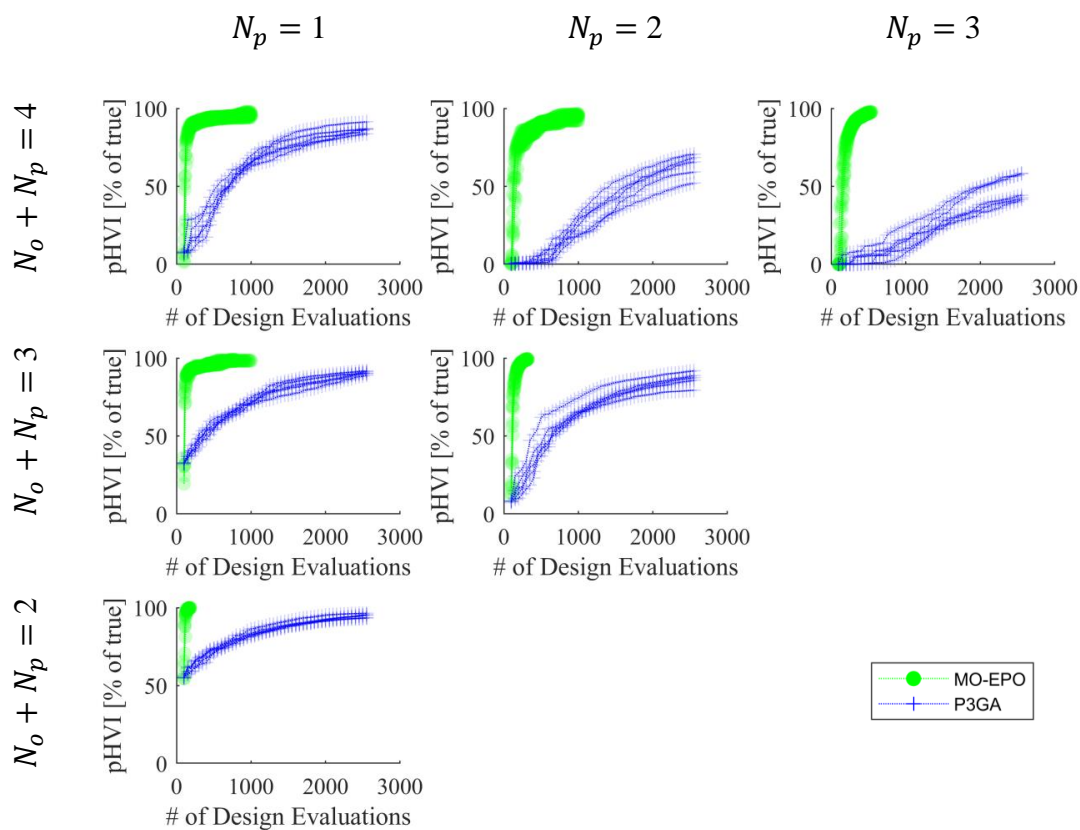 N_p = 1
N_p = 2
N_p = 3
N_o + N_p = 4
pHVI [% of true]
100
50
0
0 1000 2000 3000
# of Design Evaluations
pHVI [% of true]
100
50
0
0 1000 2000 3000
# of Design Evaluations
pHVI [% of true]
100
50
0
0 1000 2000 3000
# of Design Evaluations
N_o + N_p = 3
pHVI [% of true]
100
50
0
0 1000 2000 3000
# of Design Evaluations
pHVI [% of true]
100
50
0
0 1000 2000 3000
# of Design Evaluations
N_o + N_p = 2
pHVI [% of true]
100
50
0
0 1000 2000 3000
# of Design Evaluations
MO-EPO
P3GA